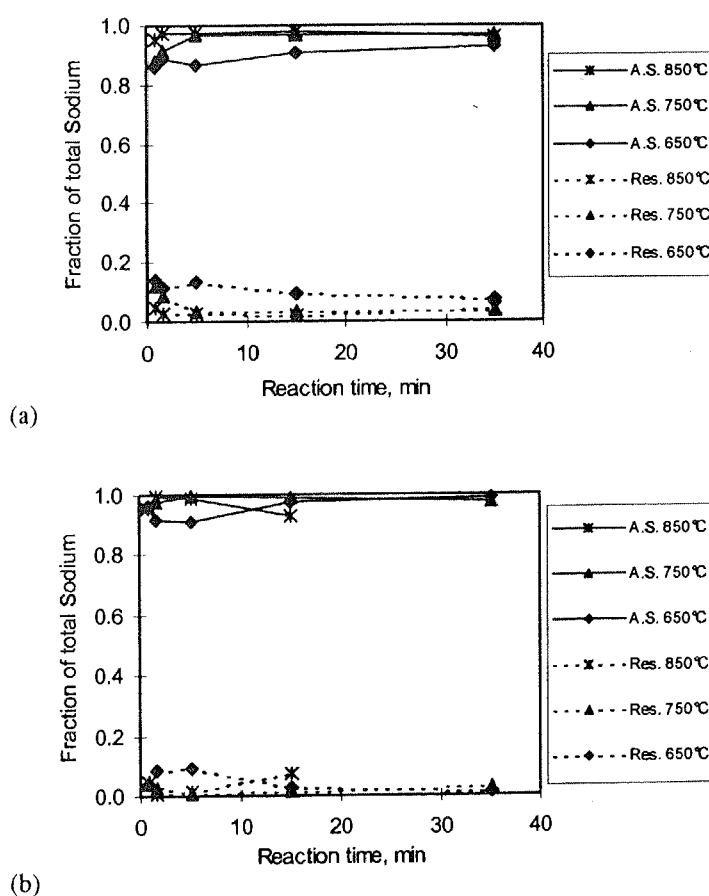 1.0
0.8
0.6
0.4
0.2
0.0
Fraction of total Sodium
0
10
20
30
40
Reaction time, min
A.S. 850℃
A.S. 750℃
A.S. 650℃
Res. 850℃
Res. 750℃
Res. 650℃
(a)
1.0
0.8
0.6
0.4
0.2
0.0
Fraction of total Sodium
0
10
20
30
40
Reaction time, min
A.S. 850℃
A.S. 750℃
A.S. 650℃
Res. 850℃
Res. 750℃
Res. 650℃
(b)